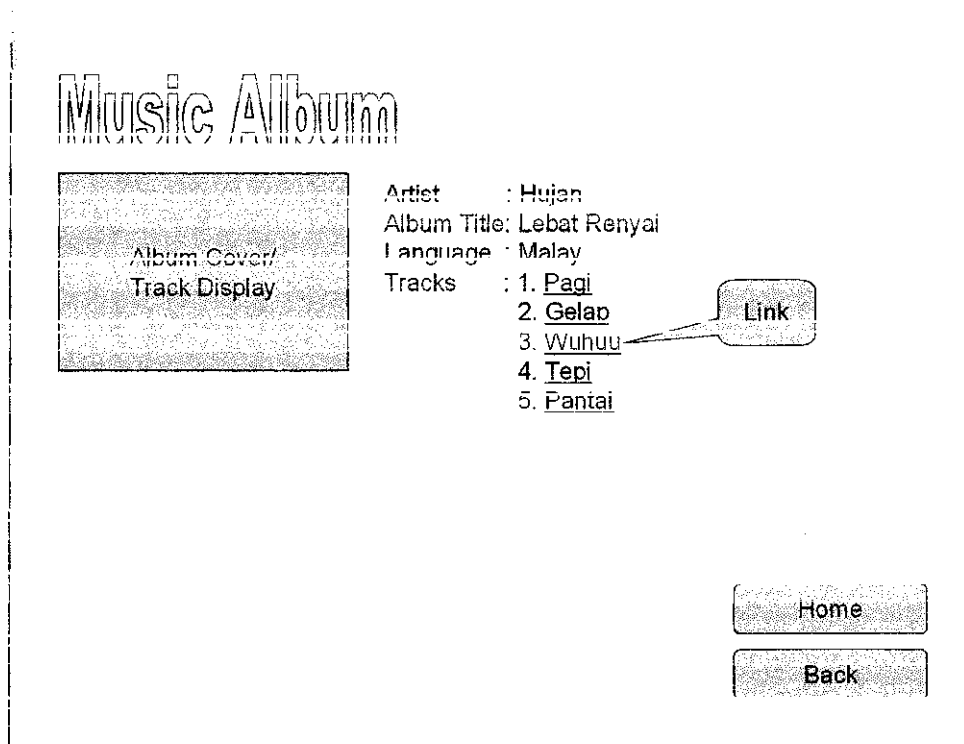 Music Album
Album Cover/
Track Display
Artist : Hujan
Album Title: Lebat Renyai
Language : Malay
Tracks : 1. Pagi
2. Gelap
3. Wuhuu
4. Tepi
5. Pantai
Link
Home
Back